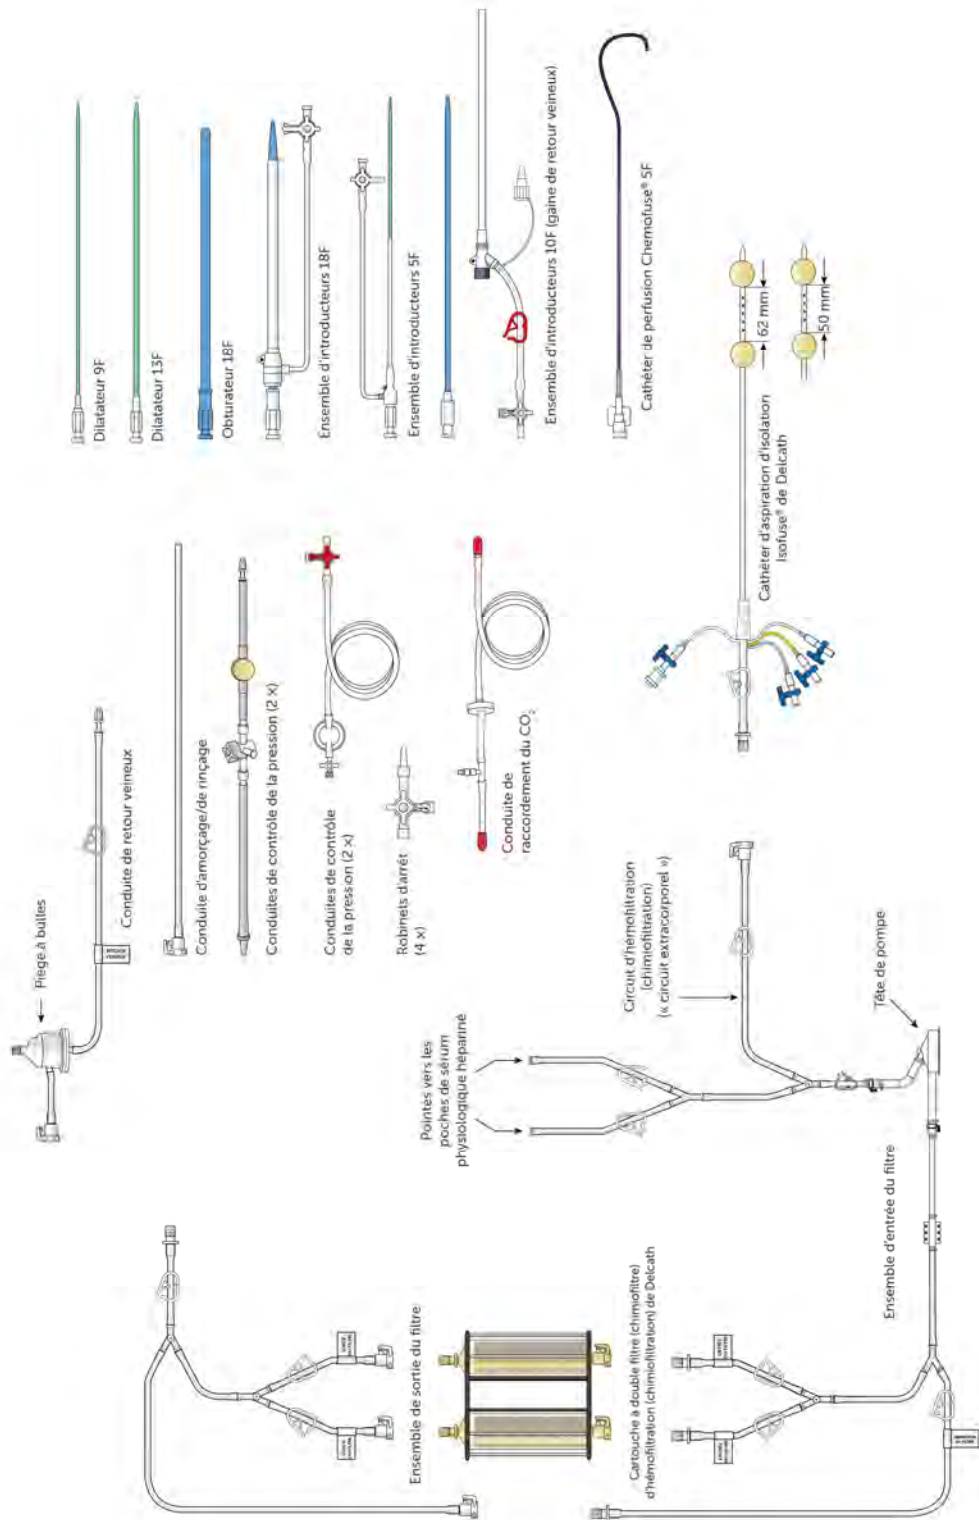 Dilatateur 9F
Dilatateur 13F
Obturateur 18F
Ensemble d'introducteurs 18F
Ensemble d'introducteurs 5F
Ensemble d'introducteurs 10F (gaine de retour veineux)
Cathéter de perfusion Chemofuse® 5F
Piège à bulles
Conduite de retour veineux
Conduite d'amorçage/de rinçage
Conduites de contrôle de la pression (2 x)
Conduites de contrôle
de la pression (2 x)
Robinets d'arrêt
(4 x)
Conduite de
raccordement du CO₂
62 mm
50 mm
Cathéter d'aspiration d'isolation
Isofuse® de Delcath
Pointés vers les
poches de sérum
physiologique hépariné
Circuit d'hémofiltration
(chimiofiltration)
(« circuit extracorporel »)
Tête de pompe
Ensemble d'entrée du filtre
Ensemble de sortie du filtre
Cartouche à double filtre (chimiofiltre)
d'hémofiltration (chimiofiltration) de Delcath